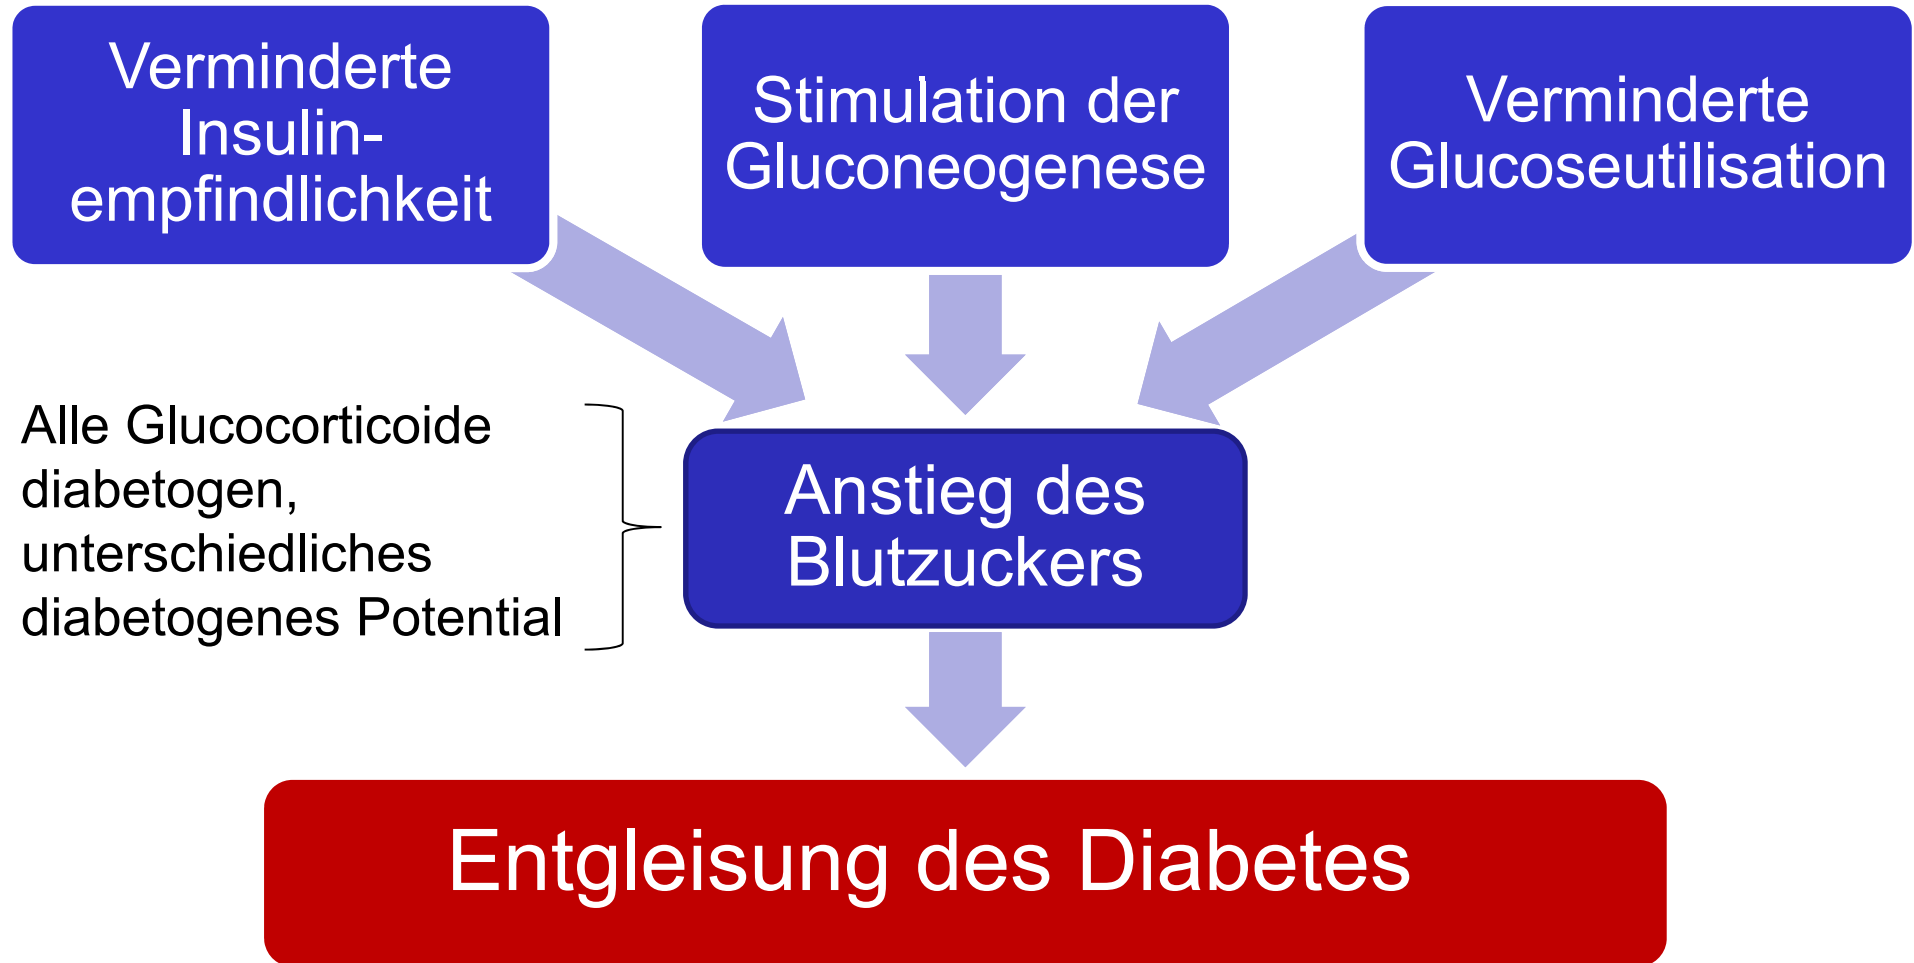 Verminderte
Insulin-
empfindlichkeit
Stimulation der
Gluconeogenese
Verminderte
Glucoseutilisation
Alle Glucocorticoide
diabetogen,
unterschiedliches
diabetogenes Potential
Anstieg des
Blutzuckers
Entgleisung des Diabetes